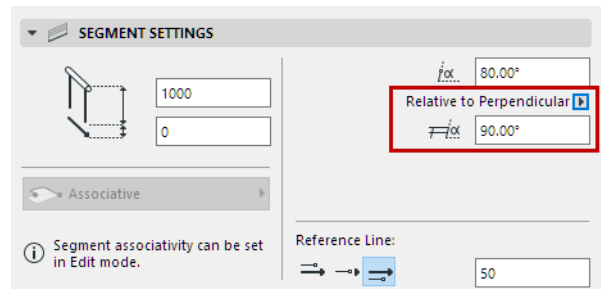 SEGMENT SETTINGS
1000
0
Associative
Segment associativity can be set
in Edit mode.
α 80.00°
Relative to Perpendicular
α 90.00°
Reference Line:
50